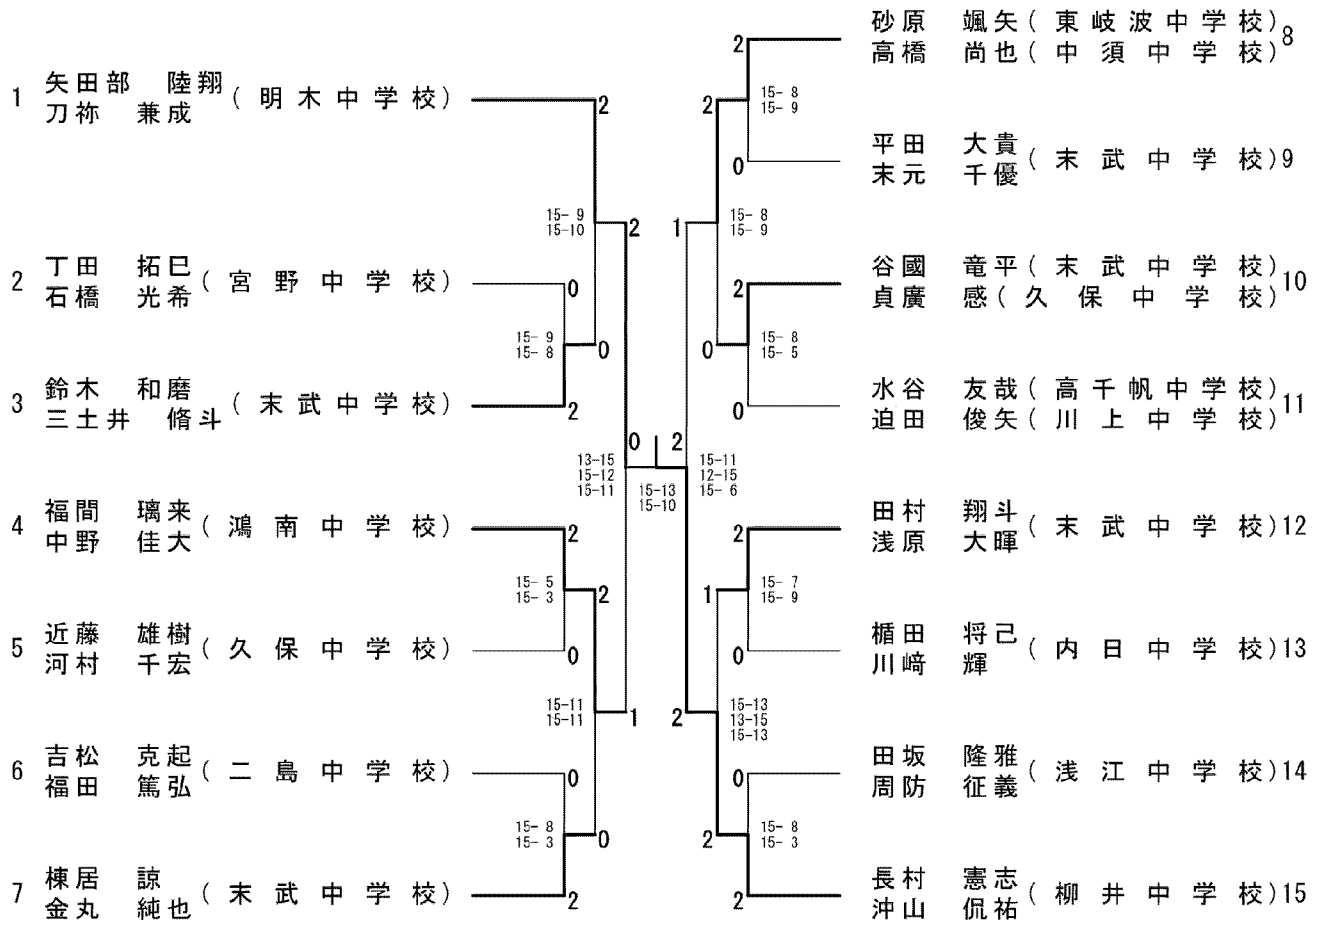 1 矢田部 陸翔
刀祢 兼成 ( 明木中学校 )
2
15- 9
15-10
2
2 丁田 拓巳
石橋 光希 ( 宮野中学校 )
0
15- 9
15- 8
0
3 鈴木 和磨
三土井 脩斗 ( 末武中学校 )
2
13-15
15-12
15-11
0
4 福間 璃来
中野 佳大 ( 鴻南中学校 )
2
15- 5
15- 3
2
5 近藤 雄樹
河村 千宏 ( 久保中学校 )
0
15-11
15-11
1
6 吉松 克起
福田 篤弘 ( 二島中学校 )
0
15- 8
15- 3
0
7 棟居 諒
金丸 純也 ( 末武中学校 )
2
15-13
15-10
2
砂原 颯矢 ( 東岐波中学校 )
高橋 尚也 ( 中須中学校 ) 8
2
15- 8
15- 9
2
平田 大貴
末元 千優 ( 末武中学校 ) 9
0
15- 8
15- 9
1
谷國 竜平 ( 末武中学校 )
貞廣 感 ( 久保中学校 ) 10
2
15- 8
15- 5
0
水谷 友哉 ( 高千帆中学校 )
迫田 俊矢 ( 川上中学校 ) 11
0
15-11
12-15
15- 6
田村 翔斗
浅原 大暉 ( 末武中学校 ) 12
2
15- 7
15- 9
1
楯田 将己
川﨑 輝 ( 内日中学校 ) 13
0
15-13
13-15
15-13
2
田坂 隆雅
周防 征義 ( 浅江中学校 ) 14
0
15- 8
15- 3
2
長村 憲志
沖山 侃祐 ( 柳井中学校 ) 15
2